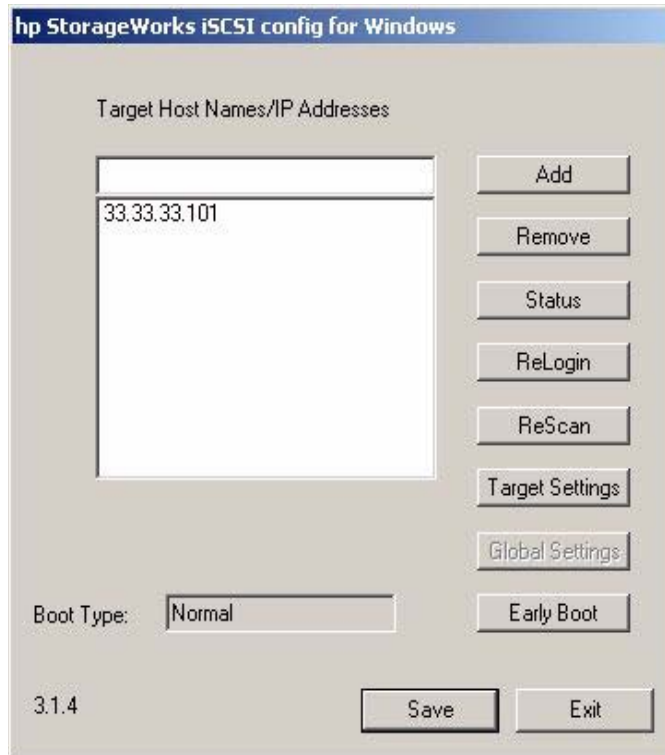 hp StorageWorks iSCSI config for Windows
Target Host Names/IP Addresses
Add
33.33.33.101
Remove
Status
ReLogin
ReScan
Target Settings
Global Settings
Boot Type: Normal
Early Boot
3.1.4
Save
Exit